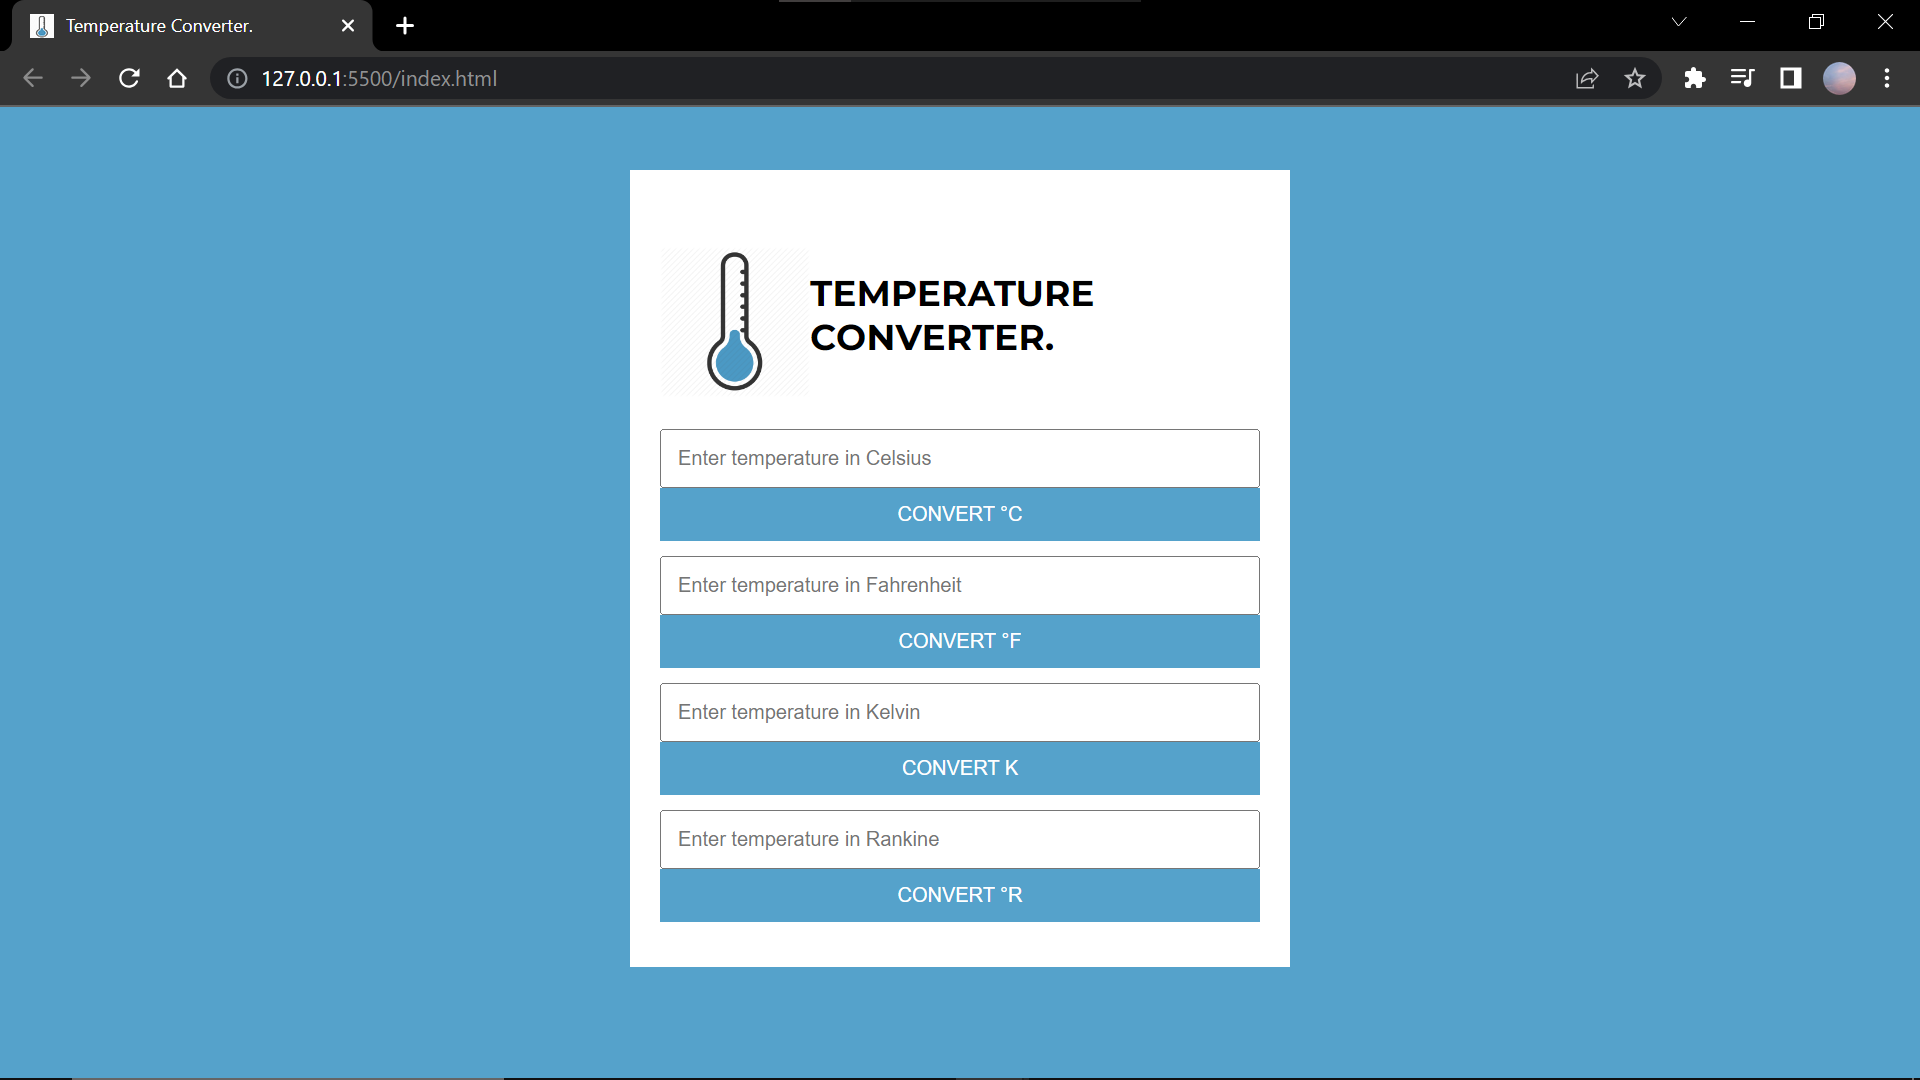 Temperature Converter.
127.0.0.1:5500/index.html
TEMPERATURE
CONVERTER.
Enter temperature in Celsius
CONVERT °C
Enter temperature in Fahrenheit
CONVERT °F
Enter temperature in Kelvin
CONVERT K
Enter temperature in Rankine
CONVERT °R